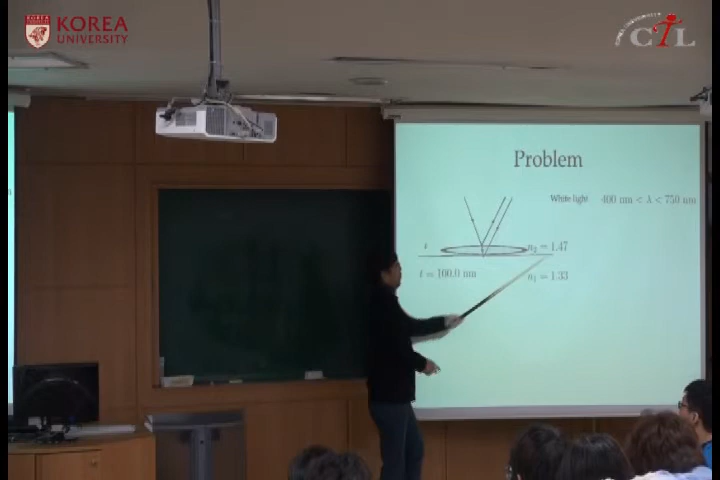 KOREA
UNIVERSITY
CTL
Problem
White light 400 nm < λ < 750 nm
t n₂ = 1.47
t = 100.0 nm n₁ = 1.33